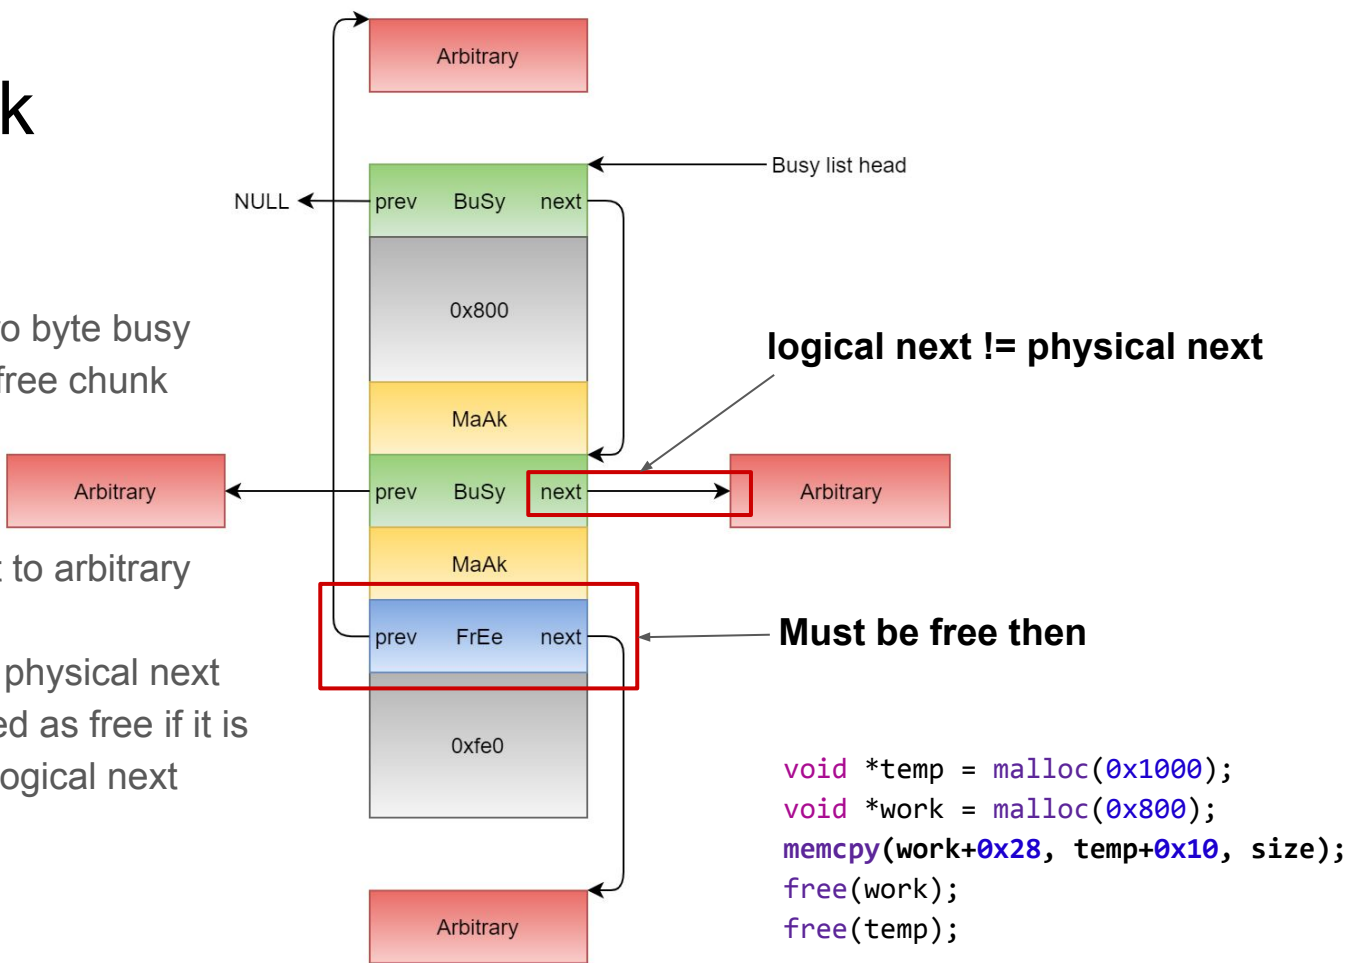 k
o byte busy
free chunk
to arbitrary
physical next
ed as free if it is
ogical next
Arbitrary
Busy list head
NULL
prev BuSy next
0x800
MaAk
logical next != physical next
Arbitrary
prev BuSy next
Arbitrary
MaAk
prev FrEe next
Must be free then
0xfe0
Arbitrary
void *temp = malloc(0x1000);
void *work = malloc(0x800);
memcpy(work+0x28, temp+0x10, size);
free(work);
free(temp);